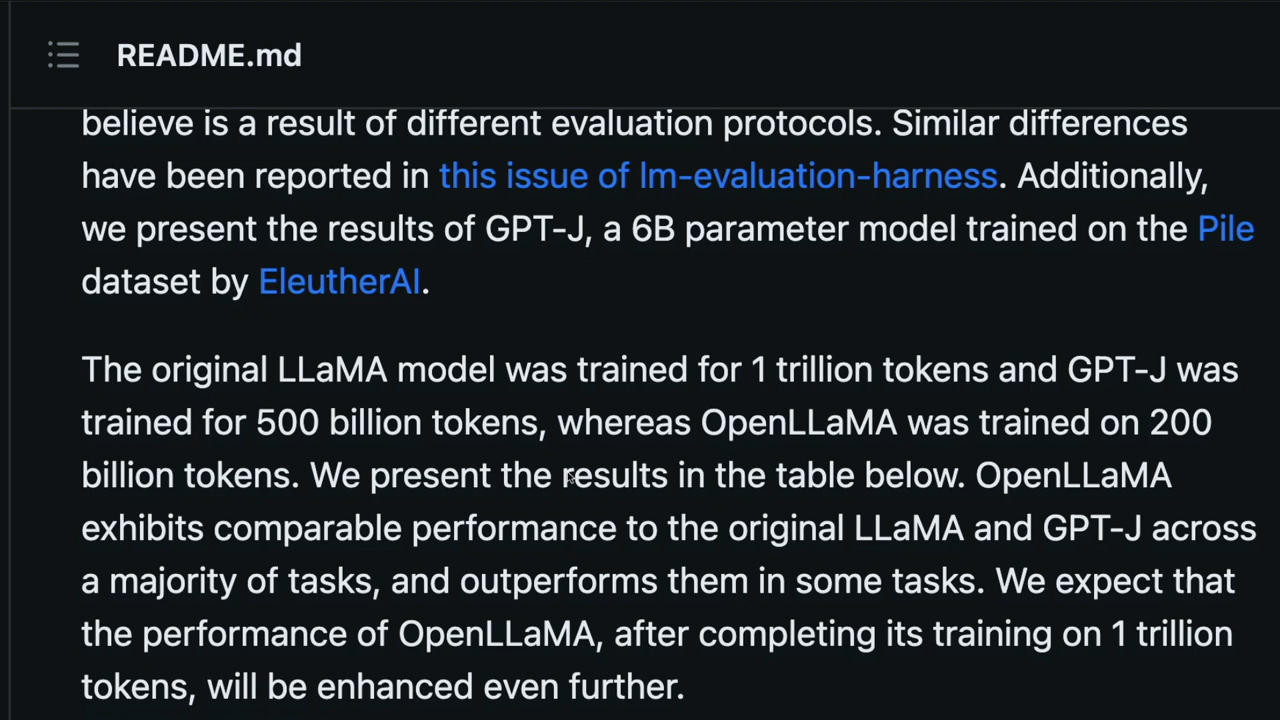 README.md
believe is a result of different evaluation protocols. Similar differences
have been reported in this issue of lm-evaluation-harness. Additionally,
we present the results of GPT-J, a 6B parameter model trained on the Pile
dataset by EleutherAI.
The original LLaMA model was trained for 1 trillion tokens and GPT-J was
trained for 500 billion tokens, whereas OpenLLaMA was trained on 200
billion tokens. We present the results in the table below. OpenLLaMA
exhibits comparable performance to the original LLaMA and GPT-J across
a majority of tasks, and outperforms them in some tasks. We expect that
the performance of OpenLLaMA, after completing its training on 1 trillion
tokens, will be enhanced even further.